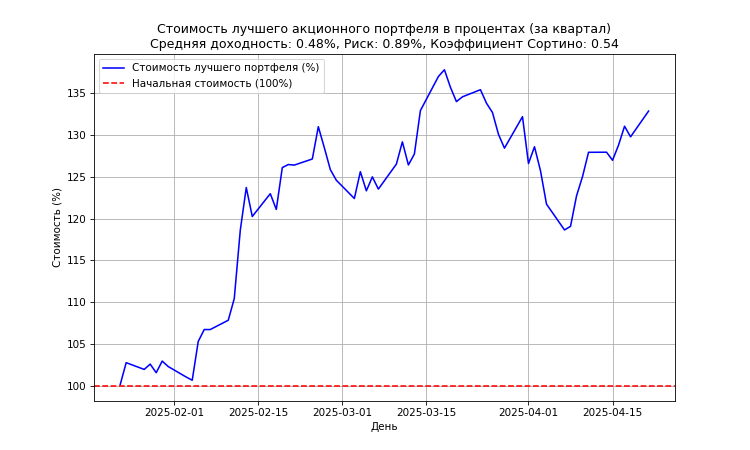 Стоимость лучшего акционного портфеля в процентах (за квартал)
Средняя доходность: 0.48%, Риск: 0.89%, Коэффициент Сортино: 0.54
Стоимость лучшего портфеля (%)
Начальная стоимость (100%)
Стоимость (%)
135
130
125
120
115
110
105
100
2025-02-01
2025-02-15
2025-03-01
2025-03-15
2025-04-01
2025-04-15
День